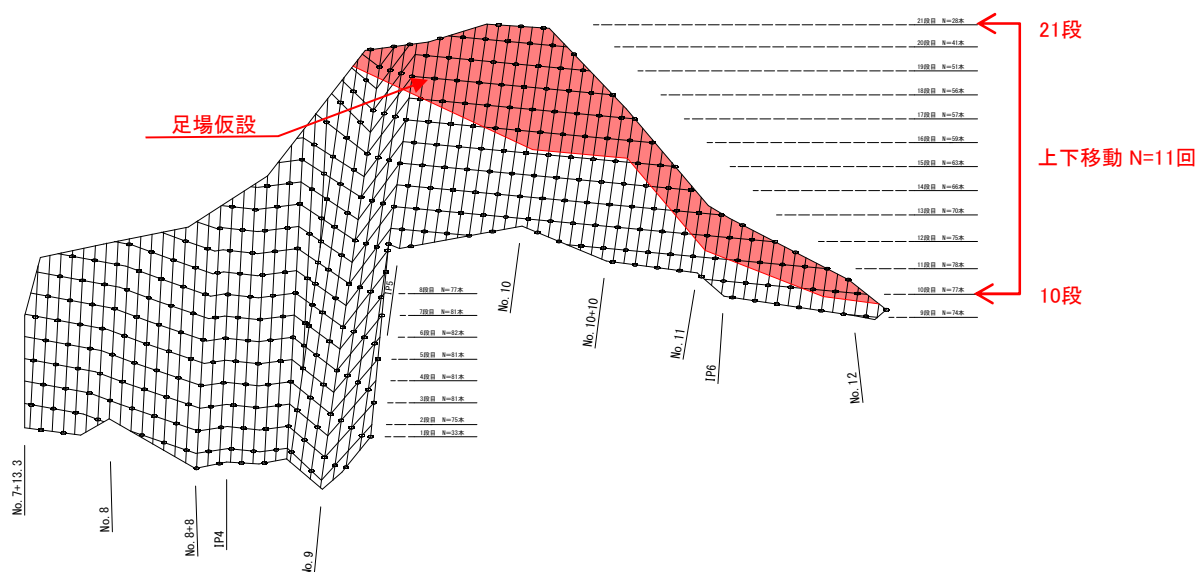 21段目 N=28本
20段目 N=41本
19段目 N=51本
18段目 N=56本
17段目 N=57本
16段目 N=59本
15段目 N=63本
14段目 N=66本
13段目 N=70本
12段目 N=75本
11段目 N=78本
10段目 N=77本
9段目 N=74本
21段
上下移動 N=11回
10段
足場仮設
8段目 N=77本
7段目 N=81本
6段目 N=82本
5段目 N=81本
4段目 N=81本
3段目 N=81本
2段目 N=75本
1段目 N=33本
No. 7+13. 3
No. 8
No. 8+8
IP4
No. 9
IP5
No. 10
No. 10+10
No. 11
IP6
No. 12